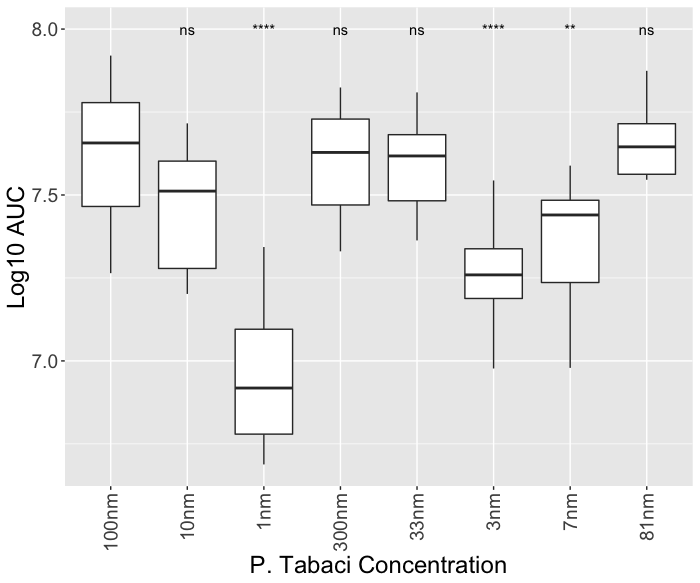 8.0
7.5
7.0
ns
****
ns
ns
****
**
ns
100nm
10nm
1nm
300nm
33nm
3nm
7nm
81nm
Log10 AUC
P. Tabaci Concentration